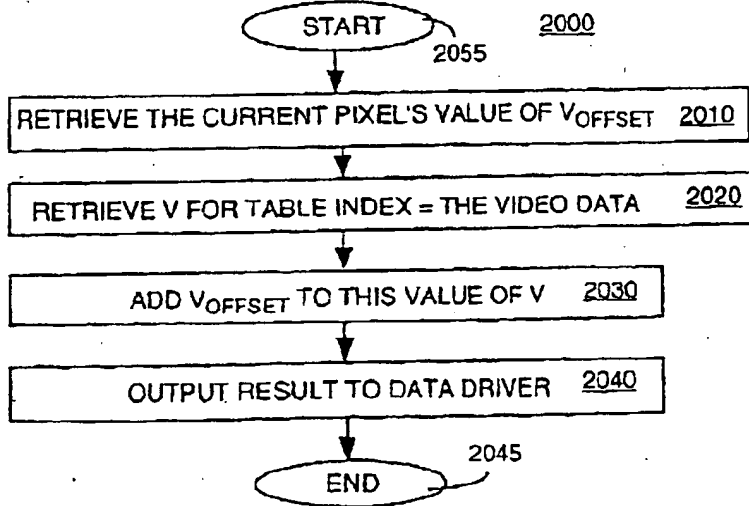 START 2000
2055
RETRIEVE THE CURRENT PIXEL'S VALUE OF VOFFSET 2010
RETRIEVE V FOR TABLE INDEX = THE VIDEO DATA 2020
ADD VOFFSET TO THIS VALUE OF V 2030
OUTPUT RESULT TO DATA DRIVER 2040
2045
END